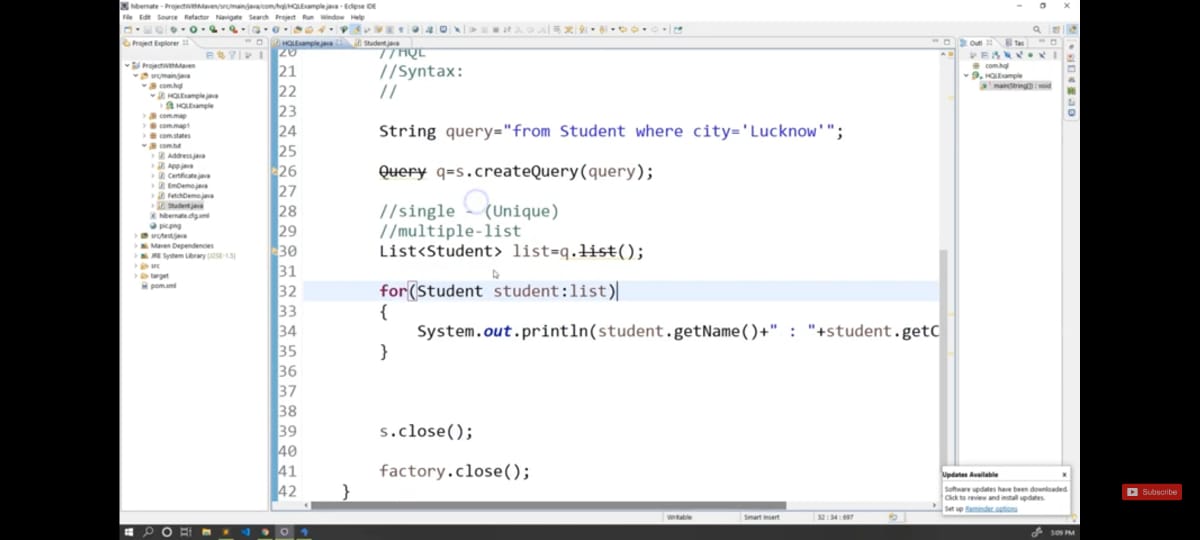 hibernate - ProjectWithMaven/src/main/java/com/hql/HQLExample.java - Eclipse IDE
File Edit Source Refactor Navigate Search Project Run Window Help
Project Explorer
ProjectWithMaven
src/main/java
com.hql
HQLExample.java
HQLExample
com.map
com.map1
com.states
com.txt
Address.java
App.java
Certificate.java
EmDemo.java
FetchDemo.java
Student.java
hibernate.cfg.xml
pic.png
src/test/java
Maven Dependencies
JRE System Library [J2SE-1.5]
src
target
pom.xml
HQLExample.java Student.java
20 //HQL
21 //Syntax:
22 //
23
24 String query="from Student where city='Lucknow'";
25
26 Query q=s.createQuery(query);
27
28 //single - (Unique)
29 //multiple-list
30 List<Student> list=q.list();
31
32 for(Student student:list)
33 {
34 System.out.println(student.getName()+" : "+student.getC
35 }
36
37
38
39 s.close();
40
41 factory.close();
42 }
Outl Tas
com.hql
HQLExample
main(String[]) : void
Updates Available
Software updates have been downloaded.
Click to review and install updates.
Set up Reminder options
Subscribe
Writable Smart Insert 32 : 34 : 697
3:09 PM